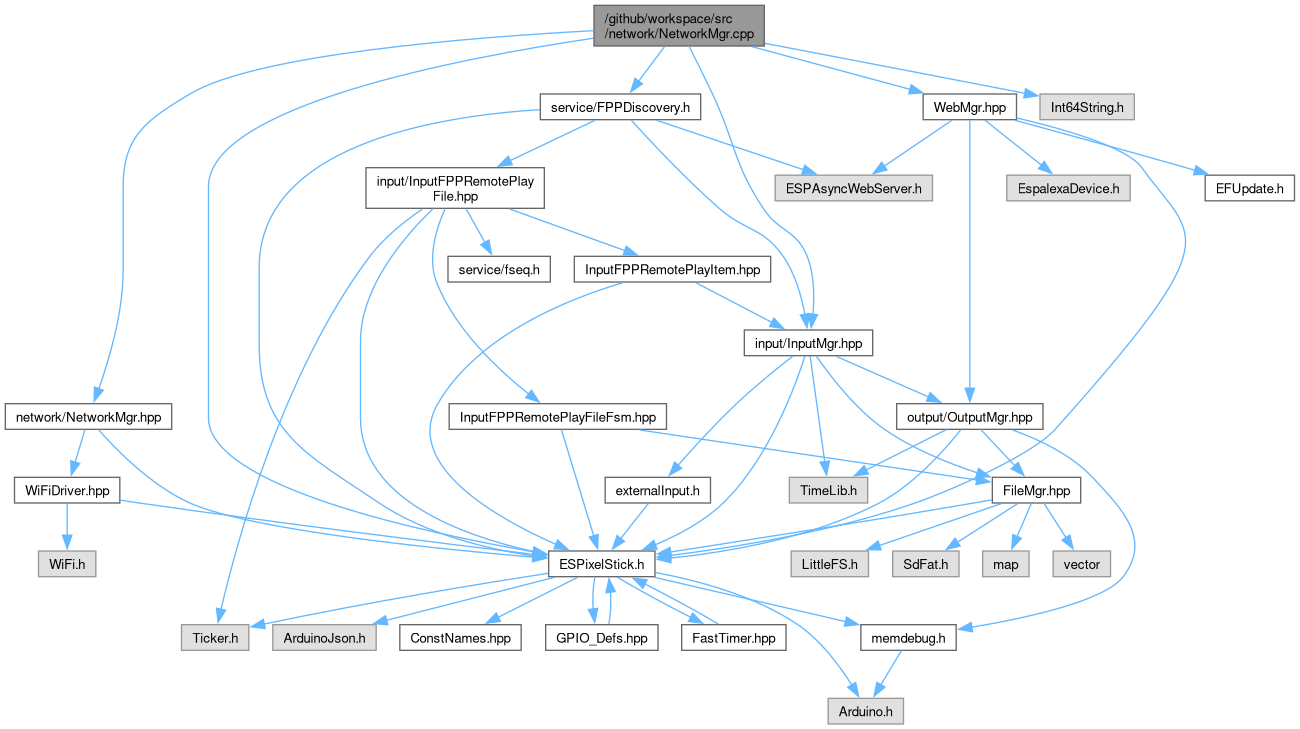 /github/workspace/src
/network/NetworkMgr.cpp
service/FPPDiscovery.h
WebMgr.hpp
Int64String.h
input/InputFPPRemotePlay
File.hpp
ESPAsyncWebServer.h
EspalexaDevice.h
EFUpdate.h
service/fseq.h
InputFPPRemotePlayItem.hpp
input/InputMgr.hpp
network/NetworkMgr.hpp
InputFPPRemotePlayFileFsm.hpp
output/OutputMgr.hpp
WiFiDriver.hpp
externalInput.h
TimeLib.h
FileMgr.hpp
WiFi.h
ESPixelStick.h
LittleFS.h
SdFat.h
map
vector
Ticker.h
ArduinoJson.h
ConstNames.hpp
GPIO_Defs.hpp
FastTimer.hpp
memdebug.h
Arduino.h